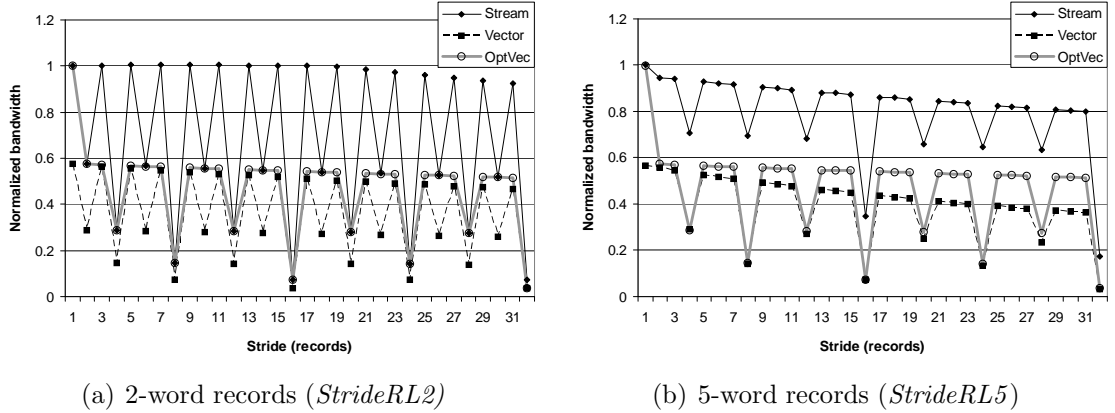 Normalized bandwidth
1.2
1
0.8
0.6
0.4
0.2
0
Stream
Vector
OptVec
1 3 5 7 9 11 13 15 17 19 21 23 25 27 29 31
Stride (records)
(a) 2-word records (StrideRL2)
Normalized bandwidth
1.2
1
0.8
0.6
0.4
0.2
0
Stream
Vector
OptVec
1 3 5 7 9 11 13 15 17 19 21 23 25 27 29 31
Stride (records)
(b) 5-word records (StrideRL5)